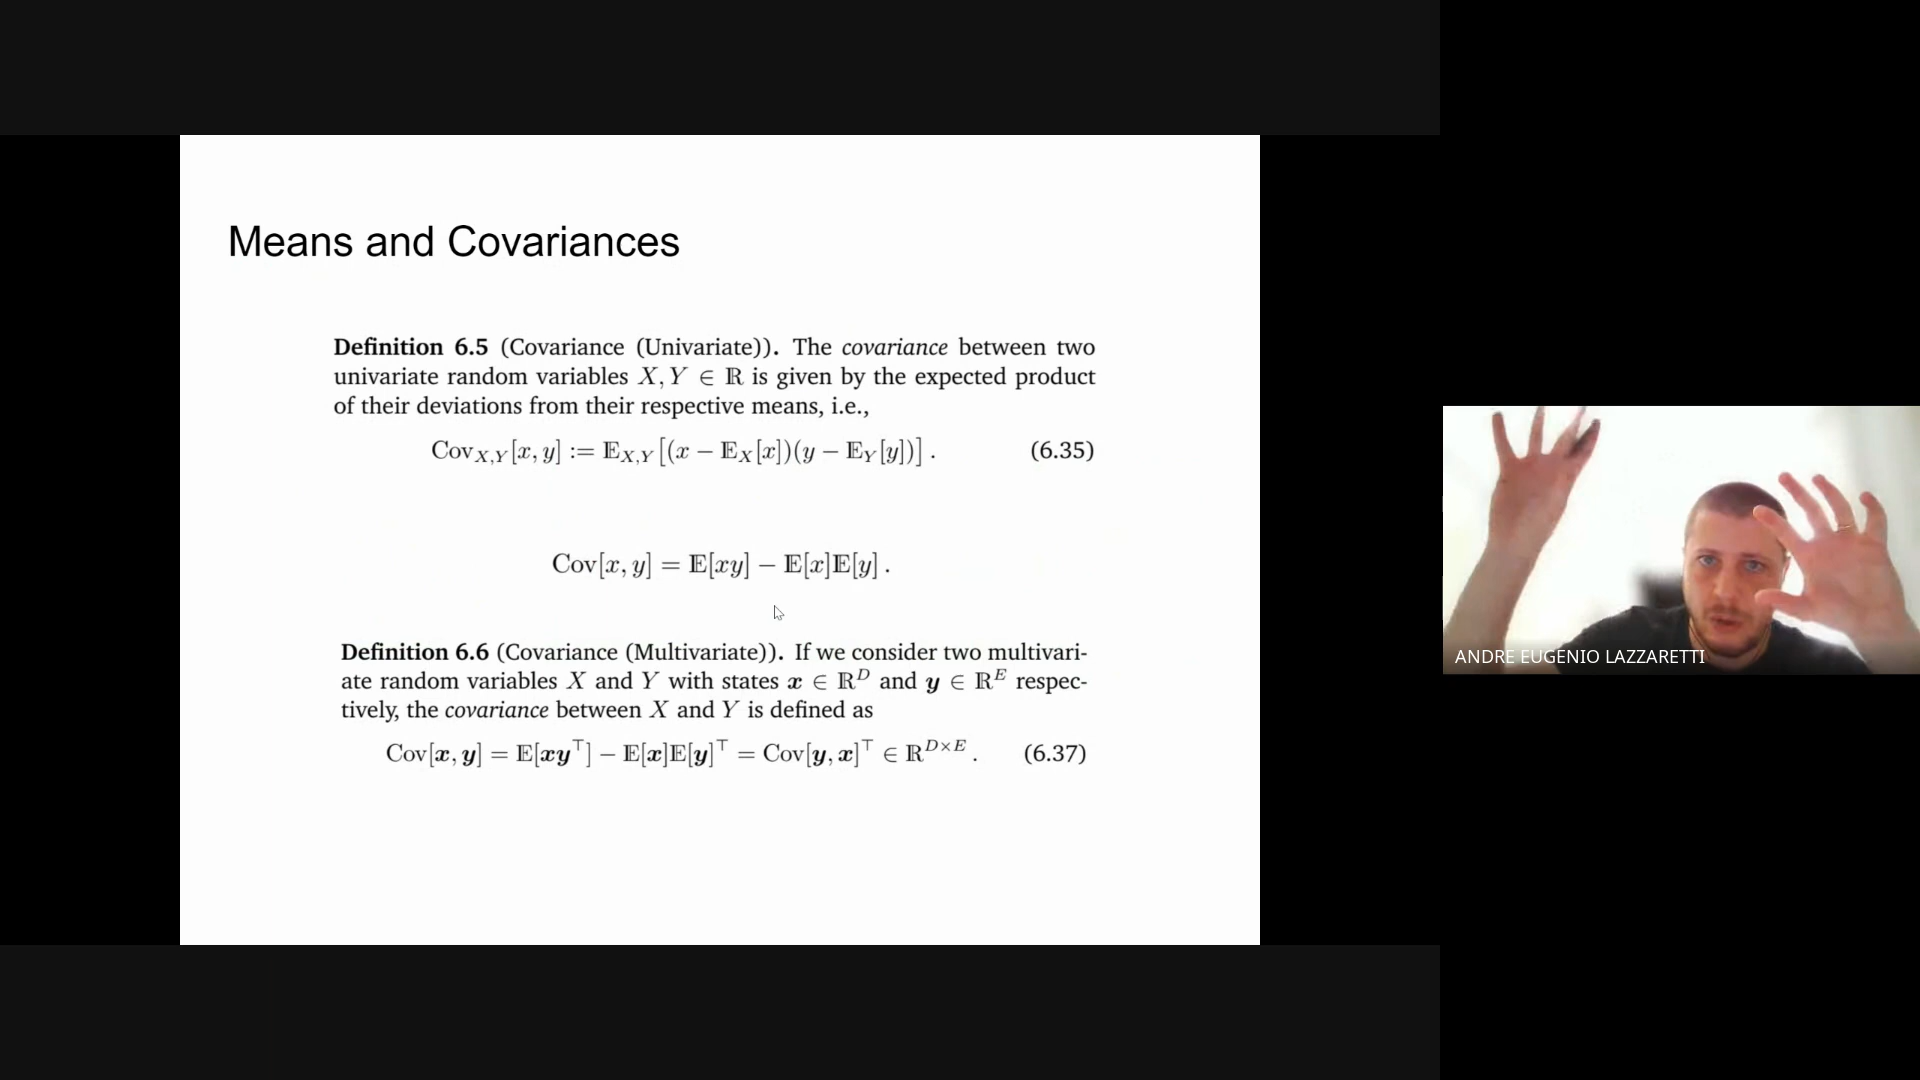 Means and Covariances
Definition 6.5 (Covariance (Univariate)). The covariance between two
univariate random variables X, Y ∈ ℝ is given by the expected product
of their deviations from their respective means, i.e.,
Cov_{X,Y}[x, y] := 𝔼_{X,Y}[(x − 𝔼_X[x])(y − 𝔼_Y[y])] . (6.35)
Cov[x, y] = 𝔼[xy] − 𝔼[x]𝔼[y] .
Definition 6.6 (Covariance (Multivariate)). If we consider two multivari-
ate random variables X and Y with states x ∈ ℝ^D and y ∈ ℝ^E respec-
tively, the covariance between X and Y is defined as
Cov[x, y] = 𝔼[xy^⊤] − 𝔼[x]𝔼[y]^⊤ = Cov[y, x]^⊤ ∈ ℝ^{D×E} . (6.37)
ANDRE EUGENIO LAZZARETTI